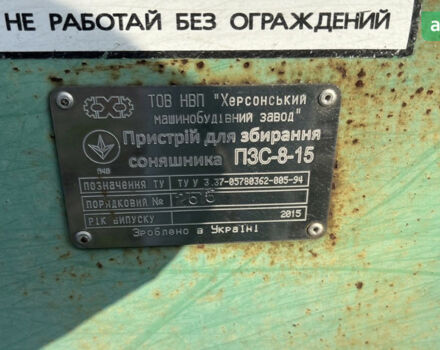 НЕ РАБОТАЙ БЕЗ ОГРАЖДЕНИЙ
ТОВ НВП "Херсонський
машинобудівний завод"
Пристрій для збирання
соняшника ПЗС-8-15
ПОЗНАЧЕННЯ ТУ ТУ У 3.37-05780362-005-94
ПОРЯДКОВИЙ №
РІК ВИПУСКУ 2015
Зроблено в Україні